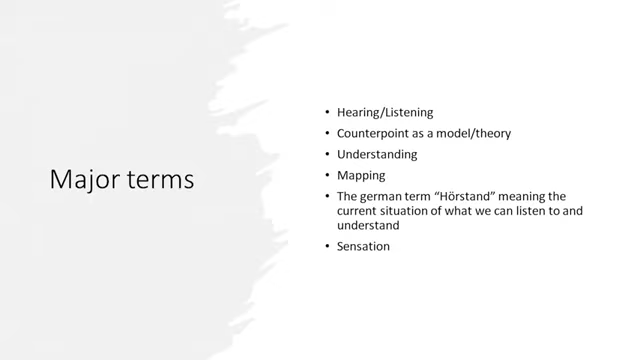 Major terms
• Hearing/Listening
• Counterpoint as a model/theory
• Understanding
• Mapping
• The german term “Hörstand” meaning the
current situation of what we can listen to and
understand
• Sensation